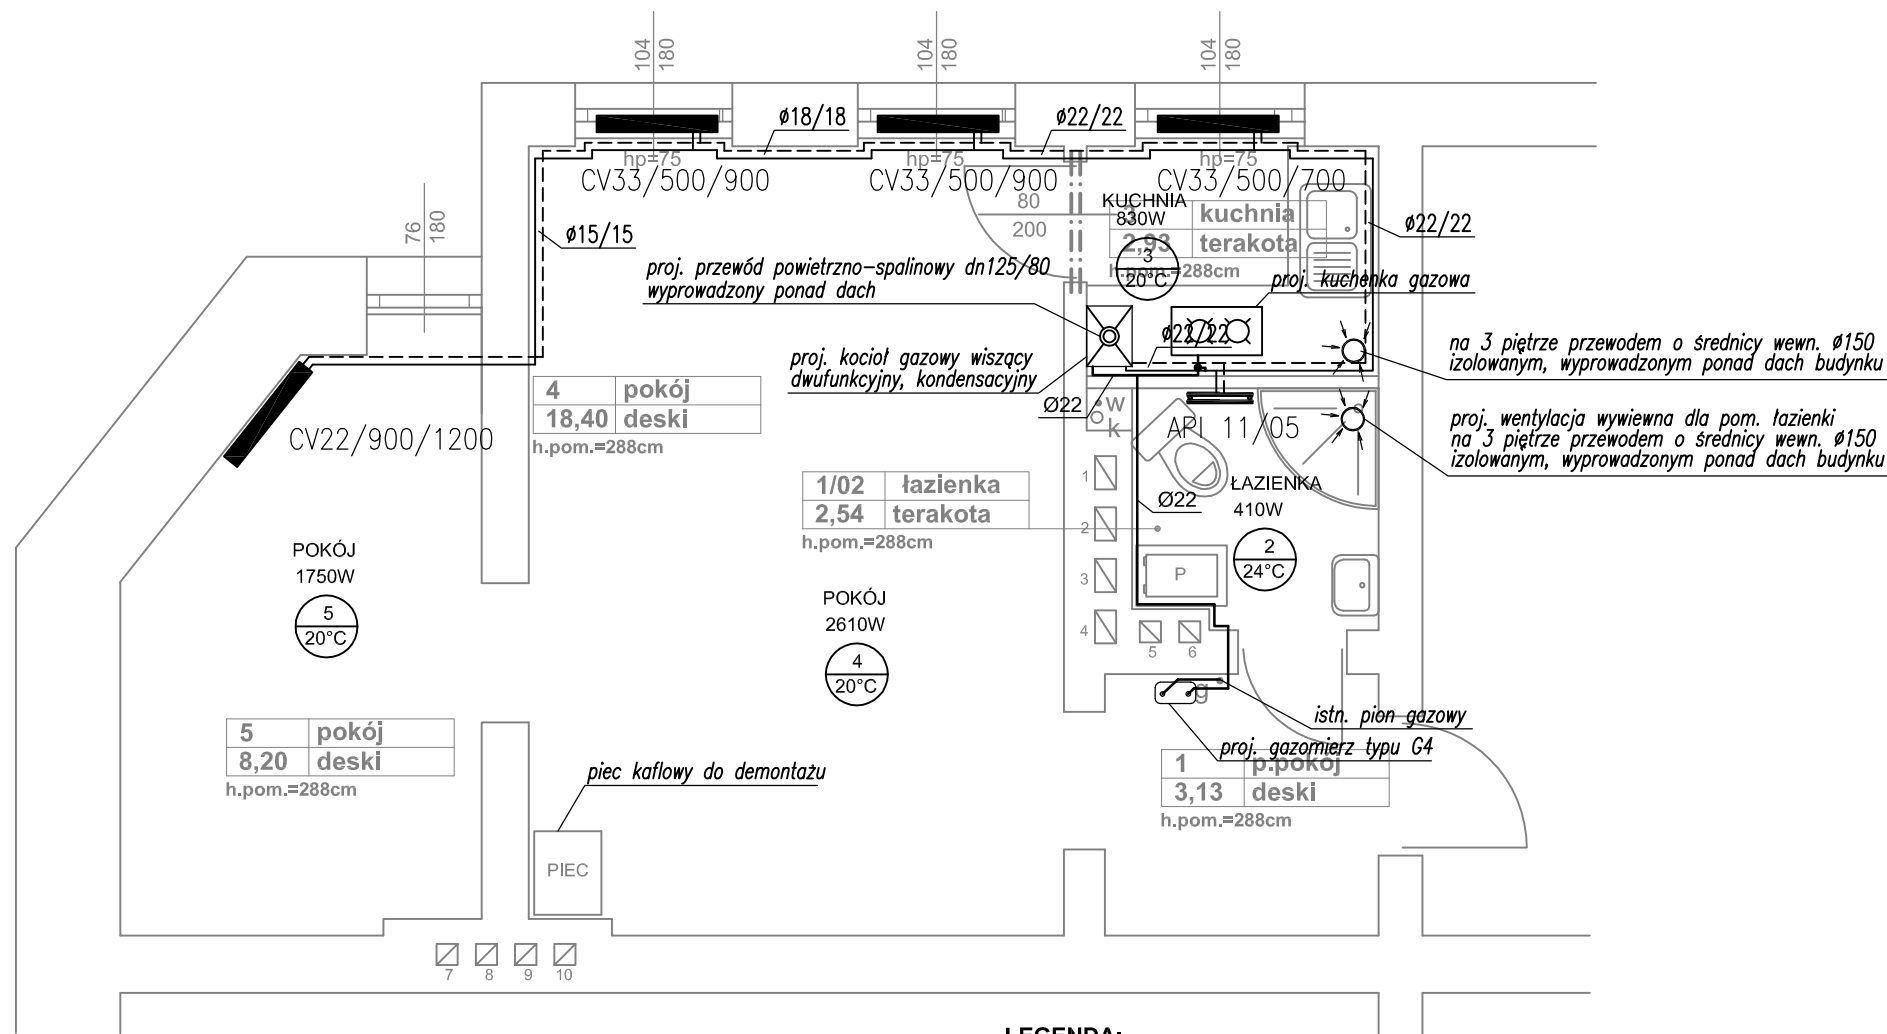 104
180
104
180
104
180
ø18/18
ø22/22
hp=75
hp=75
hp=75
CV33/500/900
CV33/500/900
CV33/500/700
76
180
80
200
KUCHNIA
830W
3
20°C
3 kuchnia
2,93 terakota
h.pom.=288cm
ø22/22
ø15/15
proj. przewód powietrzno-spalinowy dn125/80
wyprowadzony ponad dach
proj. kuchenka gazowa
ø22/22
proj. kocioł gazowy wiszący
dwufunkcyjny, kondensacyjny
na 3 piętrze przewodem o średnicy wewn. ø150
izolowanym, wyprowadzonym ponad dach budynku
4 pokój
18,40 deski
h.pom.=288cm
Ø22
w
k
API 11/05
proj. wentylacja wywiewna dla pom. łazienki
na 3 piętrze przewodem o średnicy wewn. ø150
izolowanym, wyprowadzonym ponad dach budynku
CV22/900/1200
1/02 łazienka
2,54 terakota
h.pom.=288cm
1
2
3
4
5
6
Ø22
ŁAZIENKA
410W
2
24°C
P
POKÓJ
1750W
5
20°C
POKÓJ
2610W
4
20°C
g
istn. pion gazowy
proj. gazomierz typu G4
5 pokój
8,20 deski
h.pom.=288cm
piec kaflowy do demontażu
1 p.pokój
3,13 deski
h.pom.=288cm
PIEC
7
8
9
10
LEGENDA: